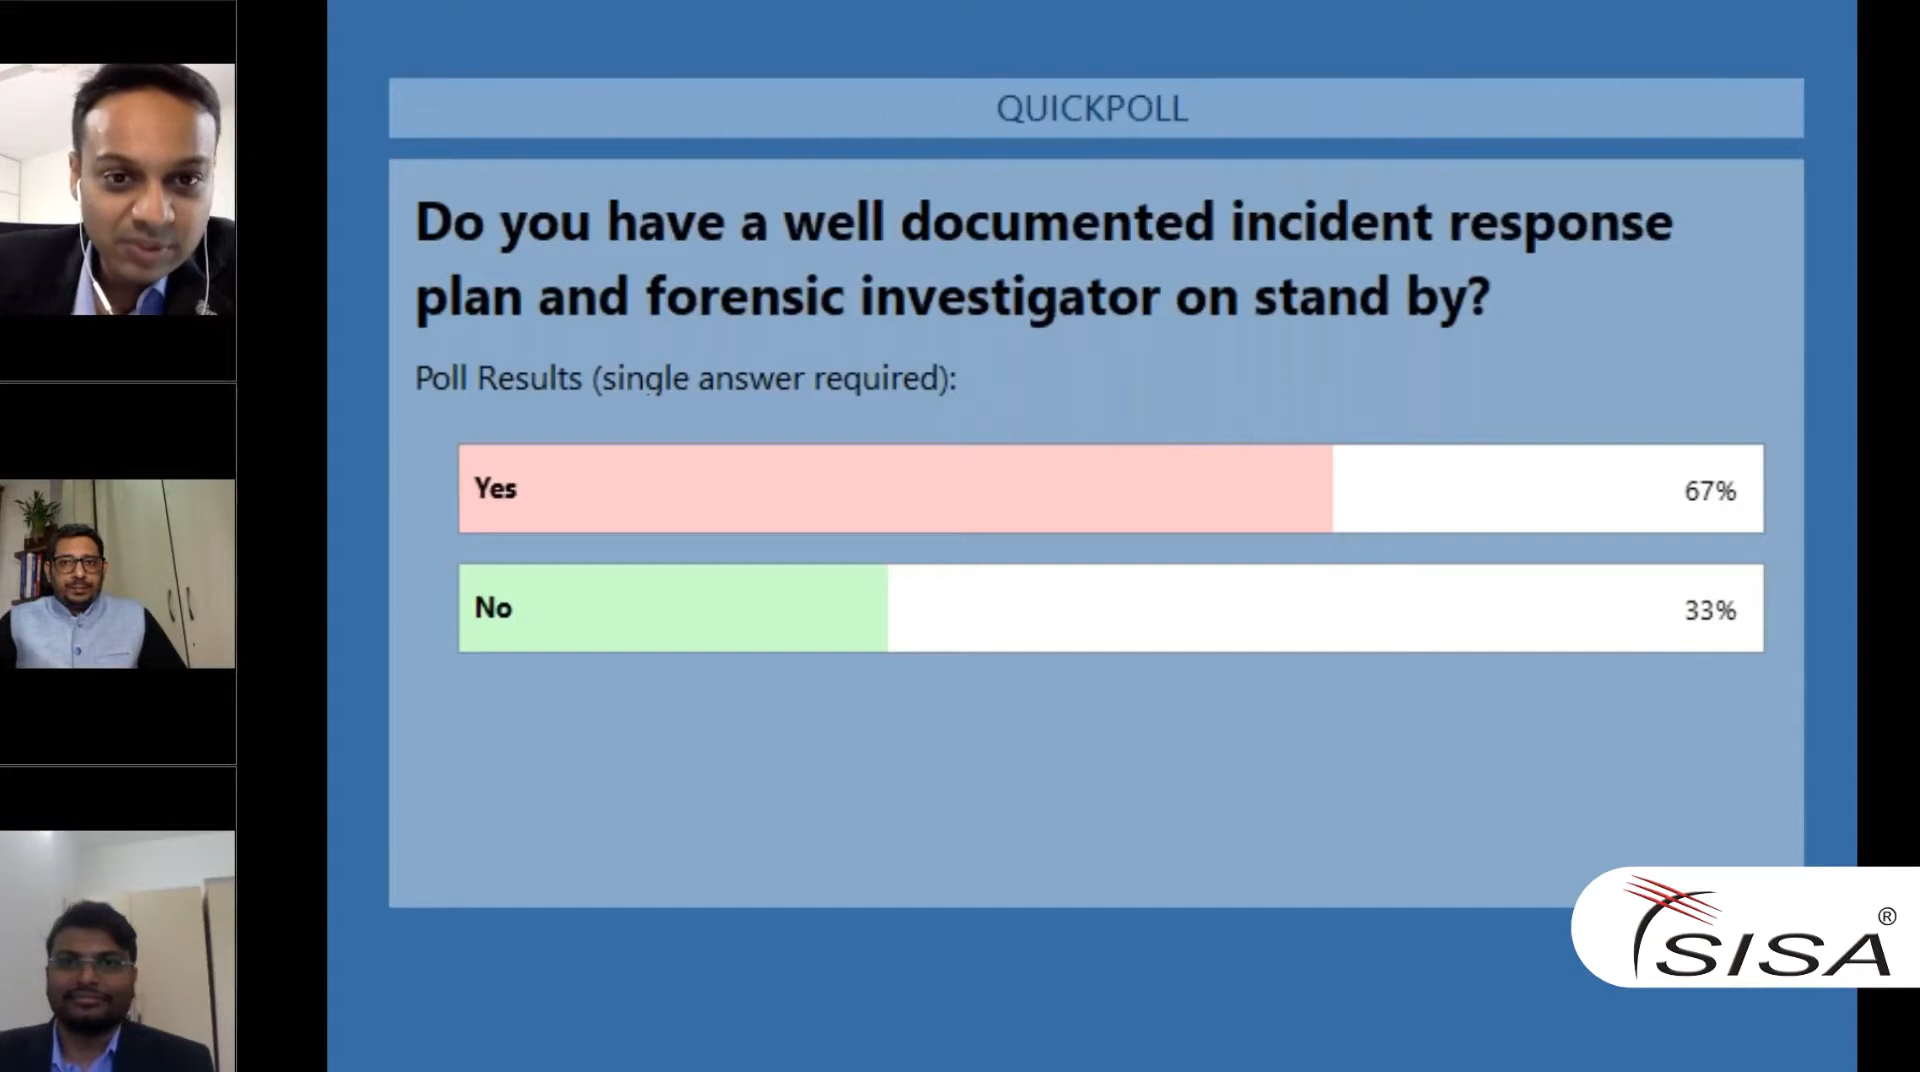 QUICKPOLL
Do you have a well documented incident response
plan and forensic investigator on stand by?
Poll Results (single answer required):
Yes 67%
No 33%
SISA®